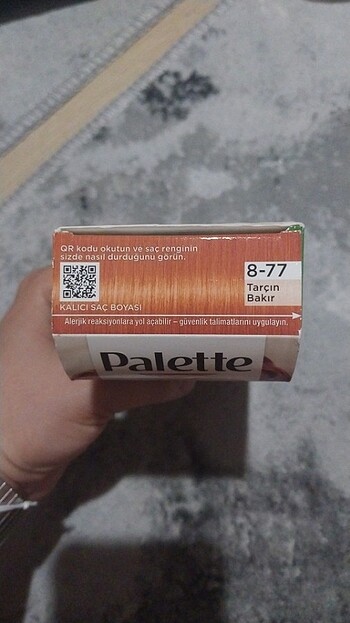 QR kodu okutun ve saç renginin
sizde nasıl durduğunu görün.
8-77
Tarçın
Bakır
KALICI SAÇ BOYASI
Alerjik reaksiyonlara yol açabilir – güvenlik talimatlarını uygulayın.
Palette